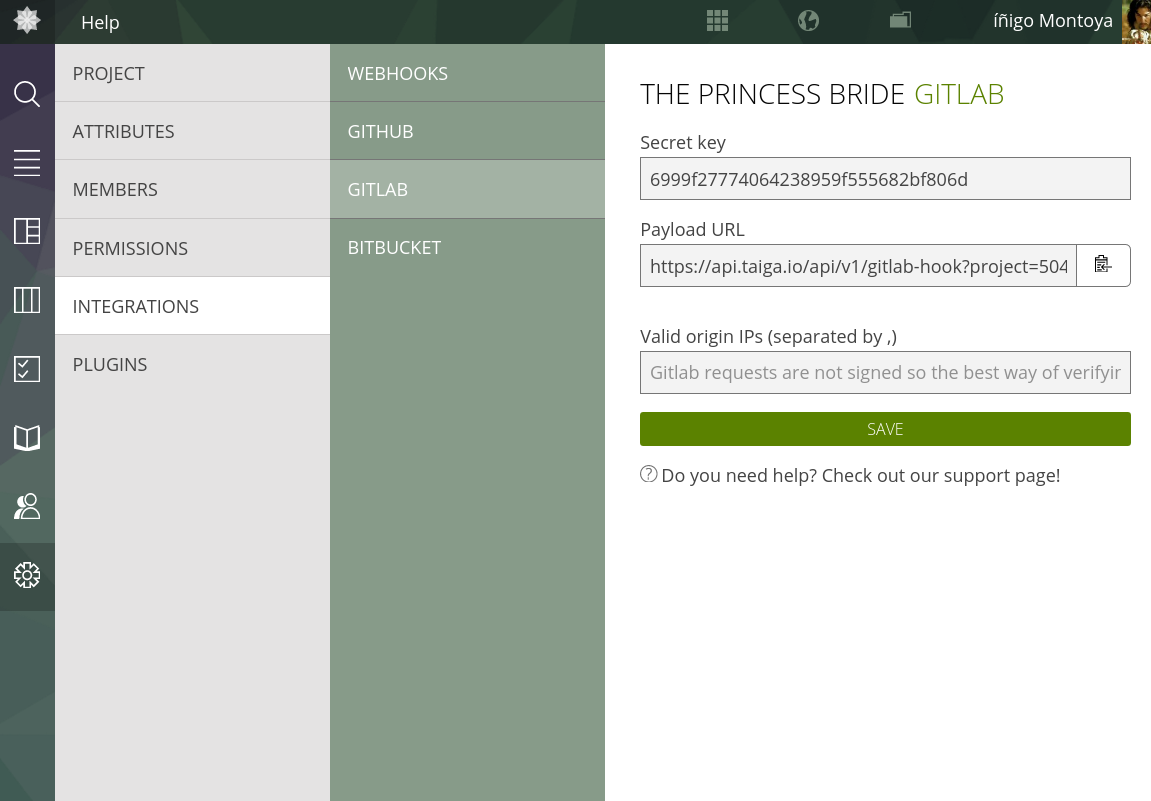 Help
íñigo Montoya
PROJECT
ATTRIBUTES
MEMBERS
PERMISSIONS
INTEGRATIONS
PLUGINS
WEBHOOKS
GITHUB
GITLAB
BITBUCKET
THE PRINCESS BRIDE GITLAB
Secret key
6999f27774064238959f555682bf806d
Payload URL
https://api.taiga.io/api/v1/gitlab-hook?project=504
Valid origin IPs (separated by ,)
Gitlab requests are not signed so the best way of verifyir
SAVE
Do you need help? Check out our support page!